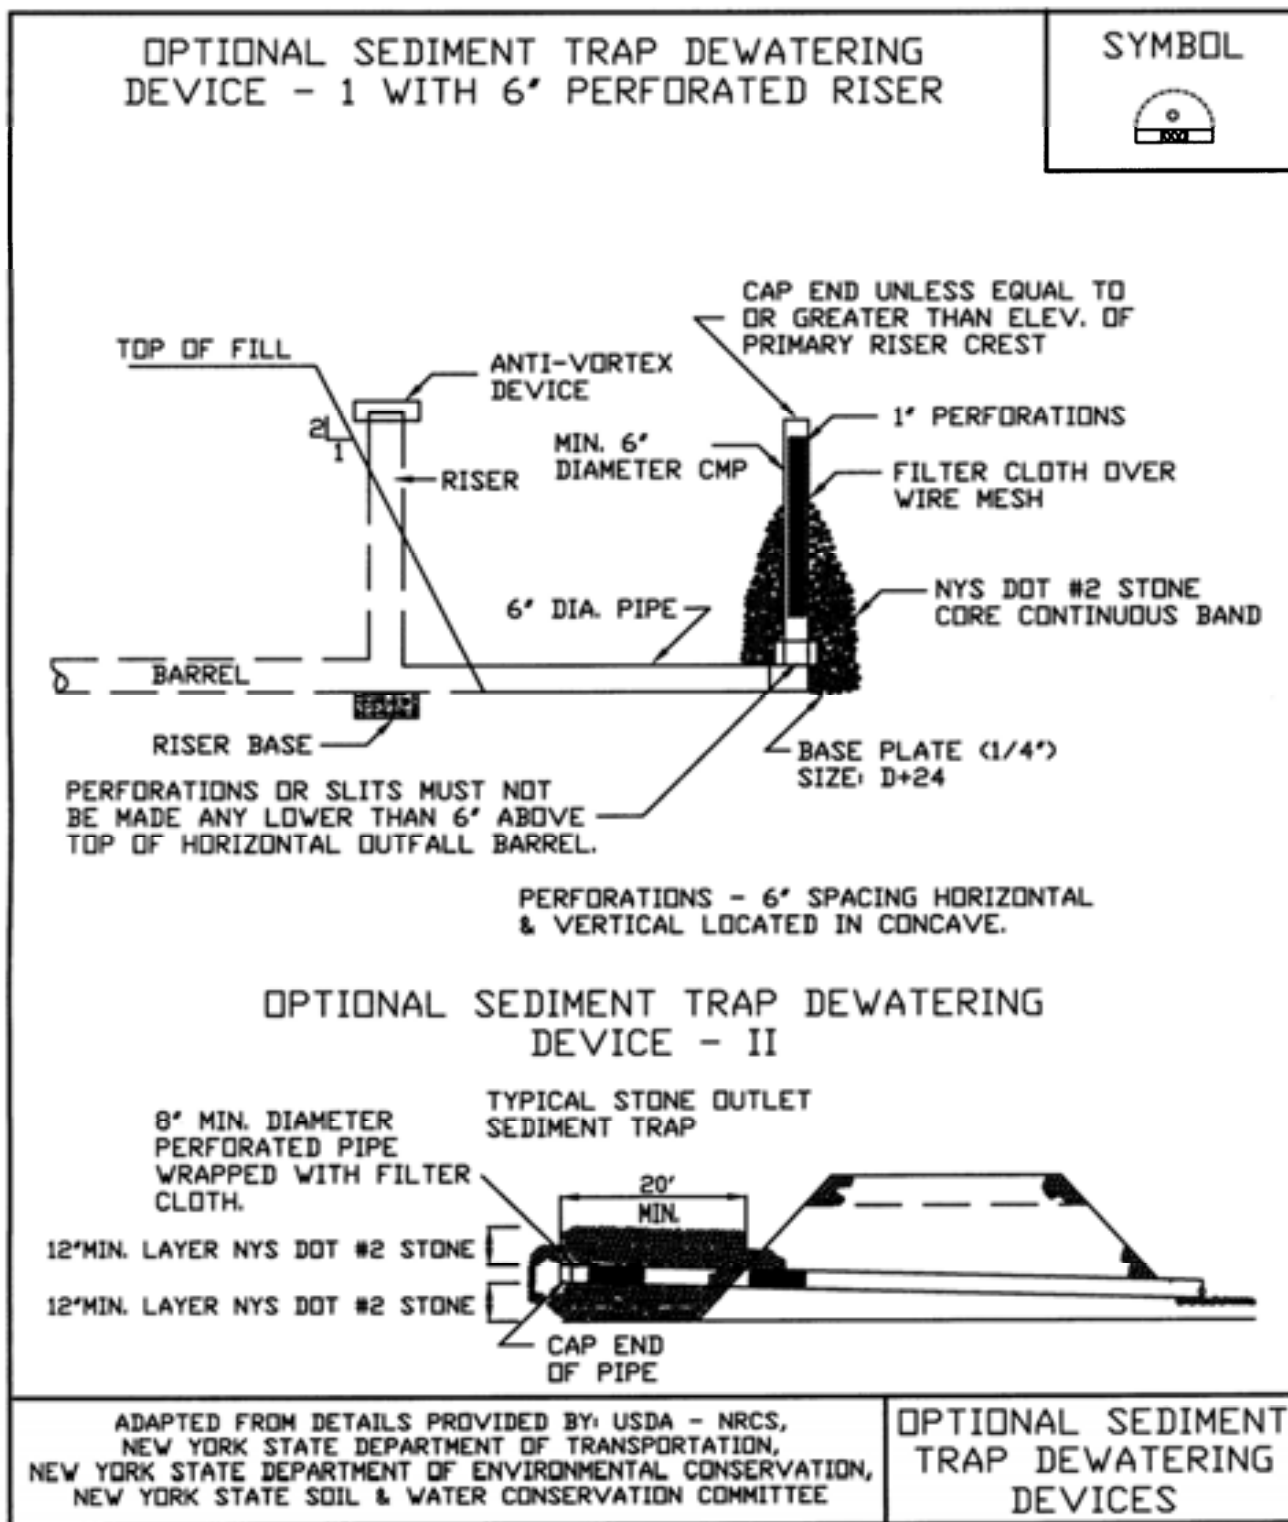 OPTIONAL SEDIMENT TRAP DEWATERING
DEVICE - 1 WITH 6" PERFORATED RISER
SYMBOL
CAP END UNLESS EQUAL TO
OR GREATER THAN ELEV. OF
PRIMARY RISER CREST
TOP OF FILL
ANTI-VORTEX
DEVICE
2
1
RISER
MIN. 6"
DIAMETER CMP
1" PERFORATIONS
FILTER CLOTH OVER
WIRE MESH
NYS DOT #2 STONE
CORE CONTINUOUS BAND
6" DIA. PIPE
BARREL
RISER BASE
BASE PLATE (1/4")
SIZE: D+24
PERFORATIONS OR SLITS MUST NOT
BE MADE ANY LOWER THAN 6" ABOVE
TOP OF HORIZONTAL OUTFALL BARREL.
PERFORATIONS - 6" SPACING HORIZONTAL
& VERTICAL LOCATED IN CONCAVE.
OPTIONAL SEDIMENT TRAP DEWATERING
DEVICE - II
TYPICAL STONE OUTLET
SEDIMENT TRAP
8" MIN. DIAMETER
PERFORATED PIPE
WRAPPED WITH FILTER
CLOTH.
20'
MIN.
12"MIN. LAYER NYS DOT #2 STONE
12"MIN. LAYER NYS DOT #2 STONE
CAP END
OF PIPE
ADAPTED FROM DETAILS PROVIDED BY: USDA - NRCS,
NEW YORK STATE DEPARTMENT OF TRANSPORTATION,
NEW YORK STATE DEPARTMENT OF ENVIRONMENTAL CONSERVATION,
NEW YORK STATE SOIL & WATER CONSERVATION COMMITTEE
OPTIONAL SEDIMENT
TRAP DEWATERING
DEVICES